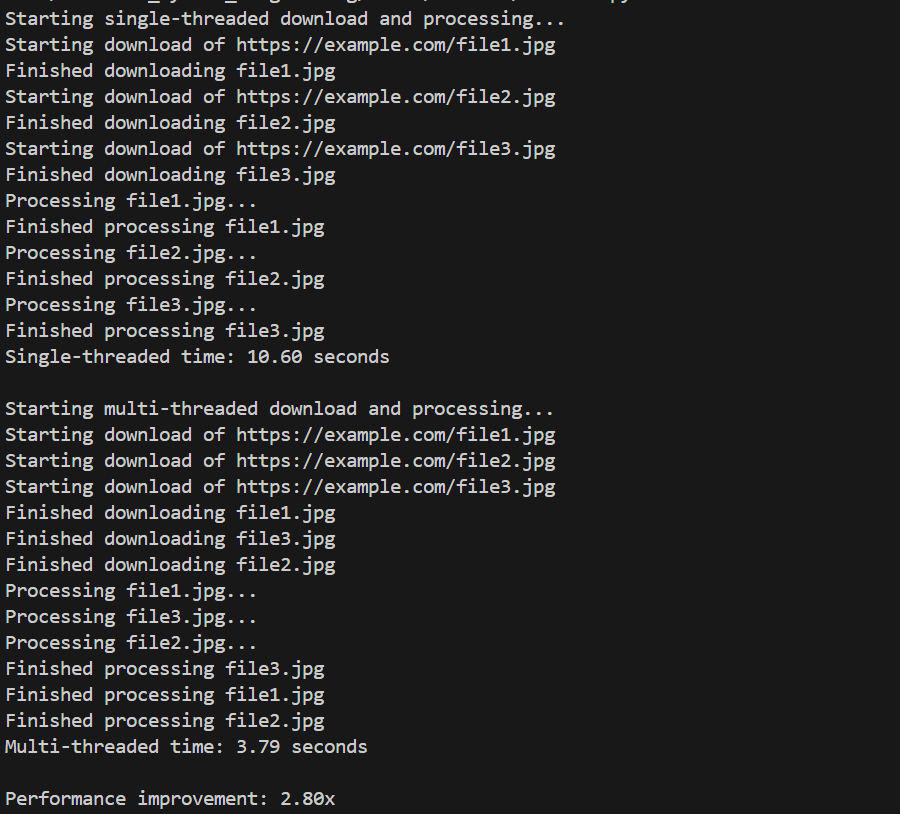 Starting single-threaded download and processing...
Starting download of https://example.com/file1.jpg
Finished downloading file1.jpg
Starting download of https://example.com/file2.jpg
Finished downloading file2.jpg
Starting download of https://example.com/file3.jpg
Finished downloading file3.jpg
Processing file1.jpg...
Finished processing file1.jpg
Processing file2.jpg...
Finished processing file2.jpg
Processing file3.jpg...
Finished processing file3.jpg
Single-threaded time: 10.60 seconds
Starting multi-threaded download and processing...
Starting download of https://example.com/file1.jpg
Starting download of https://example.com/file2.jpg
Starting download of https://example.com/file3.jpg
Finished downloading file1.jpg
Finished downloading file3.jpg
Finished downloading file2.jpg
Processing file1.jpg...
Processing file3.jpg...
Processing file2.jpg...
Finished processing file3.jpg
Finished processing file1.jpg
Finished processing file2.jpg
Multi-threaded time: 3.79 seconds
Performance improvement: 2.80x